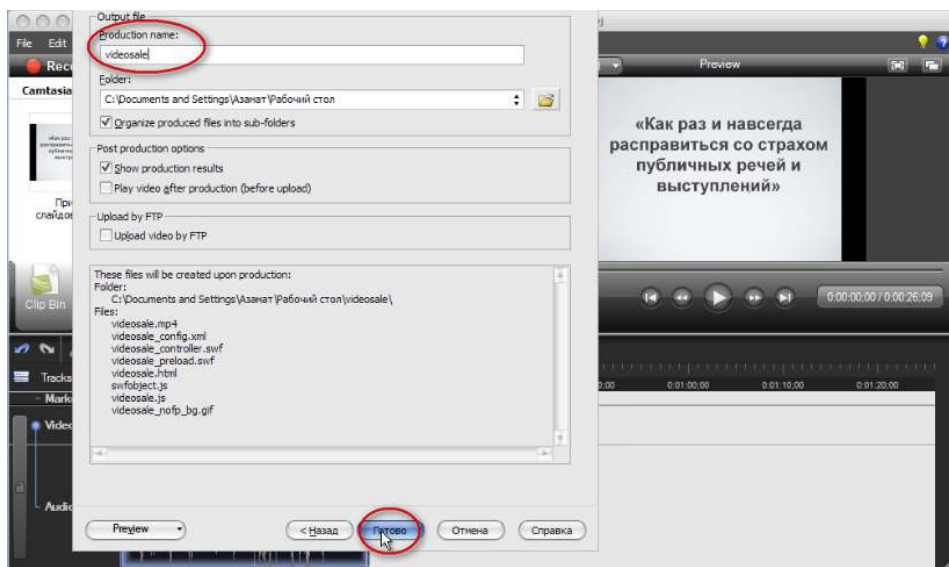 Output file
Production name:
videosale
Folder:
C:\Documents and Settings\Азанат\Рабочий стол
Organize produced files into sub-folders
Post production options
Show production results
Play video after production (before upload)
Upload by FTP
Upload video by FTP
These files will be created upon production:
Folder:
C:\Documents and Settings\Азанат\Рабочий стол\videosale\
Files:
videosale.mp4
videosale_config.xml
videosale_controller.swf
videosale_preload.swf
videosale.html
swfobject.js
videosale.js
videosale_nofp_bg.gif
Preview
< Назад
Готово
Отмена
Справка
File Edit
Camtasia
Clip Bin
Tracks
Audio
Preview
«Как раз и навсегда
расправиться со страхом
публичных речей и
выступлений»
0:00:00;00 / 0:00:26;09
0:01:00;00 0:01:10;00 0:01:20;00